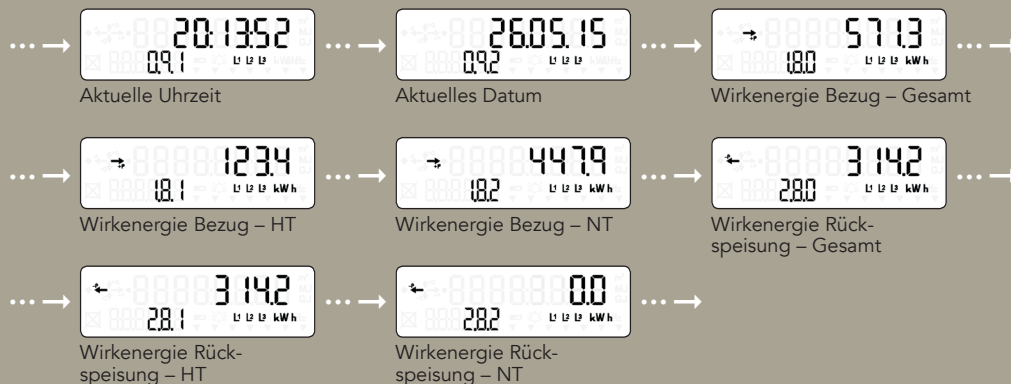 20:13:52
0.9.1 L1 L2 L3
Aktuelle Uhrzeit
26.05.15
0.9.2 L1 L2 L3
Aktuelles Datum
571.3
1.8.0 L1 L2 L3 kWh
Wirkenergie Bezug – Gesamt
123.4
1.8.1 L1 L2 L3 kWh
Wirkenergie Bezug – HT
447.9
1.8.2 L1 L2 L3 kWh
Wirkenergie Bezug – NT
314.2
2.8.0 L1 L2 L3 kWh
Wirkenergie Rück-
speisung – Gesamt
314.2
2.8.1 L1 L2 L3 kWh
Wirkenergie Rück-
speisung – HT
0.0
2.8.2 L1 L2 L3 kWh
Wirkenergie Rück-
speisung – NT